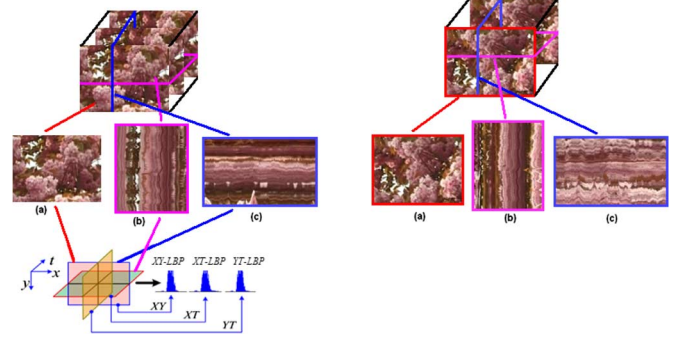 (a)
(b)
(c)
(a)
(b)
(c)
t
x
y
XY-LBP XT-LBP YT-LBP
XY
XT
YT